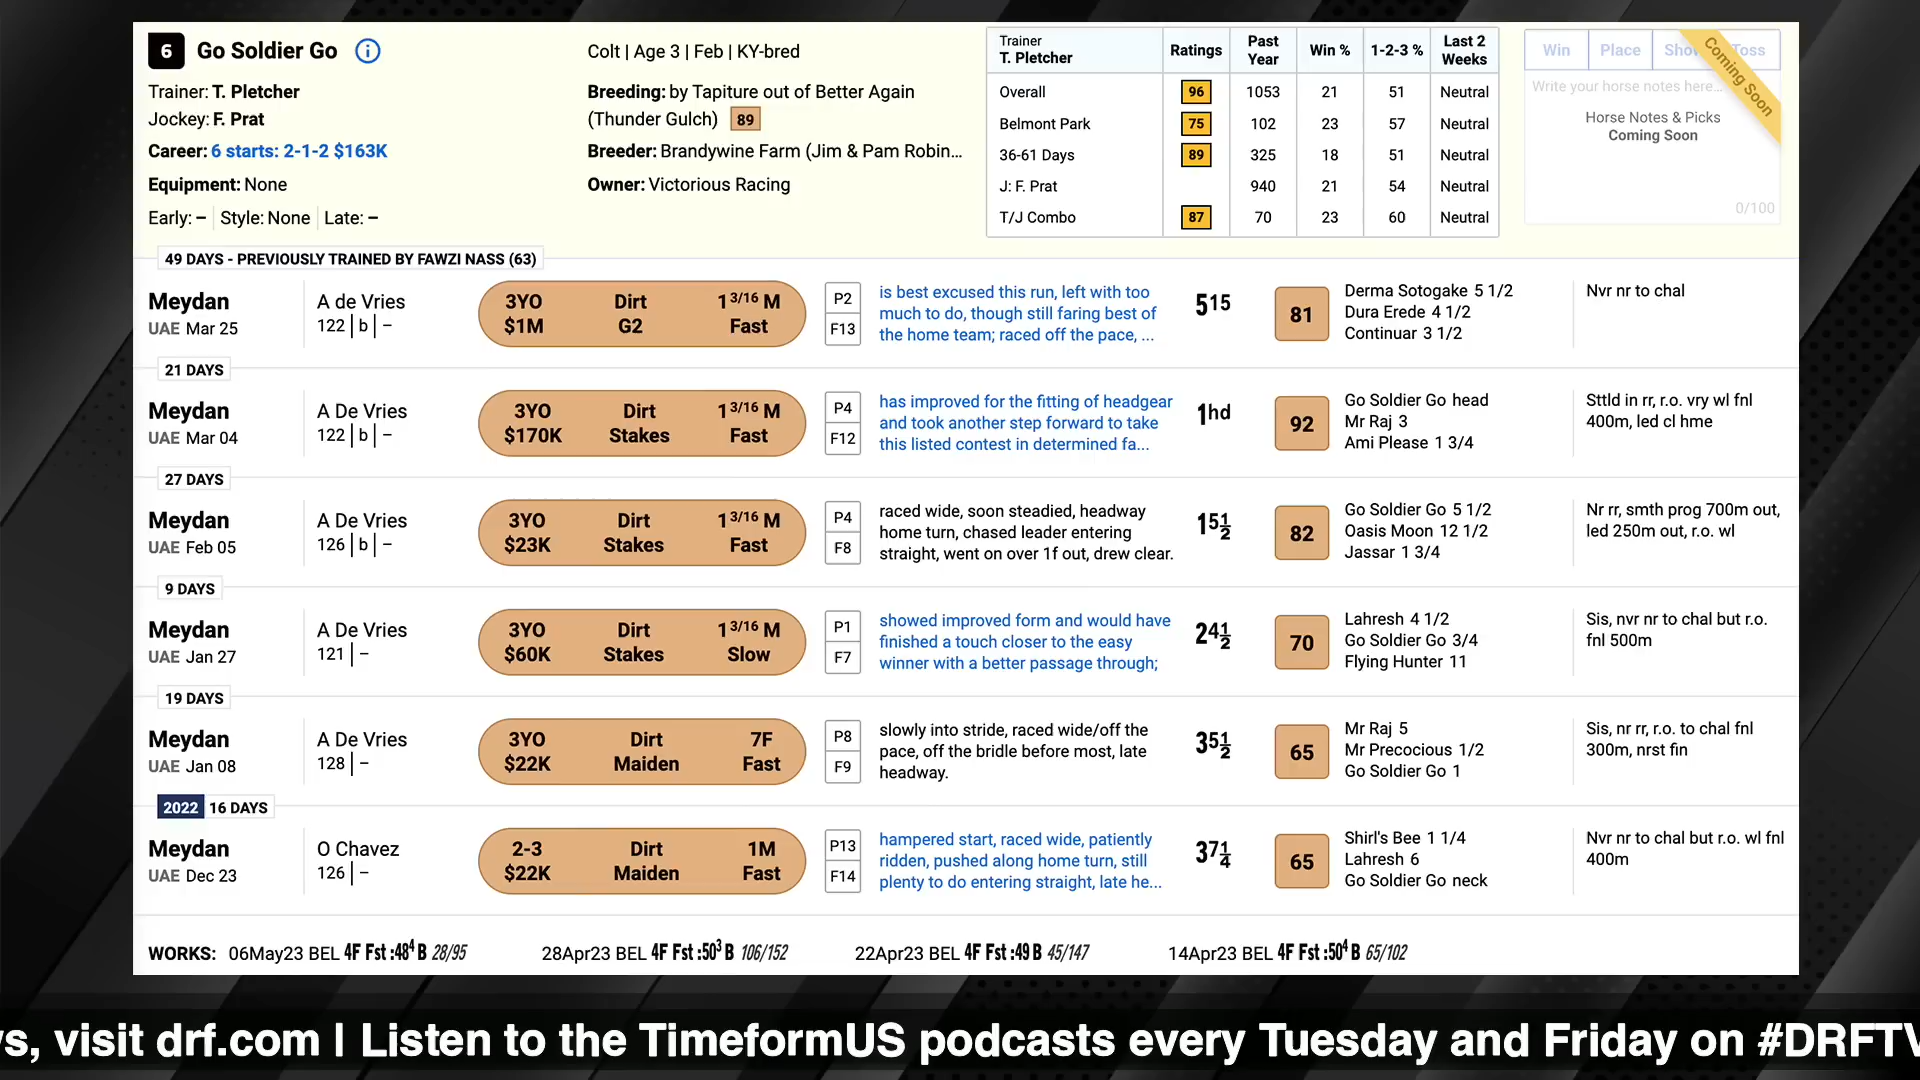 6 Go Soldier Go i
Colt | Age 3 | Feb | KY-bred
Trainer: T. Pletcher
Jockey: F. Prat
Career: 6 starts: 2-1-2 $163K
Equipment: None
Early: – | Style: None | Late: –
Breeding: by Tapiture out of Better Again
(Thunder Gulch) 89
Breeder: Brandywine Farm (Jim & Pam Robin...
Owner: Victorious Racing
Trainer T. Pletcher Ratings Past Year Win % 1-2-3 % Last 2 Weeks
Overall 96 1053 21 51 Neutral
Belmont Park 75 102 23 57 Neutral
36-61 Days 89 325 18 51 Neutral
J: F. Prat 940 21 54 Neutral
T/J Combo 87 70 23 60 Neutral
Win Place Toss
Coming Soon
Write your horse notes here...
Horse Notes & Picks
Coming Soon
0/100
49 DAYS - PREVIOUSLY TRAINED BY FAWZI NASS (63)
Meydan
UAE Mar 25
A de Vries
122 | b | –
3YO Dirt 1 3/16 M
$1M G2 Fast
P2
F13
is best excused this run, left with too
much to do, though still faring best of
the home team; raced off the pace, ...
5 15
81
Derma Sotogake 5 1/2
Dura Erede 4 1/2
Continuar 3 1/2
Nvr nr to chal
21 DAYS
Meydan
UAE Mar 04
A De Vries
122 | b | –
3YO Dirt 1 3/16 M
$170K Stakes Fast
P4
F12
has improved for the fitting of headgear
and took another step forward to take
this listed contest in determined fa...
1 hd
92
Go Soldier Go head
Mr Raj 3
Ami Please 1 3/4
Sttld in rr, r.o. vry wl fnl
400m, led cl hme
27 DAYS
Meydan
UAE Feb 05
A De Vries
126 | b | –
3YO Dirt 1 3/16 M
$23K Stakes Fast
P4
F8
raced wide, soon steadied, headway
home turn, chased leader entering
straight, went on over 1f out, drew clear.
1 5 1/2
82
Go Soldier Go 5 1/2
Oasis Moon 12 1/2
Jassar 1 3/4
Nr rr, smth prog 700m out,
led 250m out, r.o. wl
9 DAYS
Meydan
UAE Jan 27
A De Vries
121 | –
3YO Dirt 1 3/16 M
$60K Stakes Slow
P1
F7
showed improved form and would have
finished a touch closer to the easy
winner with a better passage through;
2 4 1/2
70
Lahresh 4 1/2
Go Soldier Go 3/4
Flying Hunter 11
Sis, nvr nr to chal but r.o.
fnl 500m
19 DAYS
Meydan
UAE Jan 08
A De Vries
128 | –
3YO Dirt 7F
$22K Maiden Fast
P8
F9
slowly into stride, raced wide/off the
pace, off the bridle before most, late
headway.
3 5 1/2
65
Mr Raj 5
Mr Precocious 1/2
Go Soldier Go 1
Sis, nr rr, r.o. to chal fnl
300m, nrst fin
2022 16 DAYS
Meydan
UAE Dec 23
O Chavez
126 | –
2-3 Dirt 1M
$22K Maiden Fast
P13
F14
hampered start, raced wide, patiently
ridden, pushed along home turn, still
plenty to do entering straight, late he...
3 7 1/4
65
Shirl's Bee 1 1/4
Lahresh 6
Go Soldier Go neck
Nvr nr to chal but r.o. wl fnl
400m
WORKS: 06May23 BEL 4F Fst :48⁴ B 28/95 28Apr23 BEL 4F Fst :50³ B 106/152 22Apr23 BEL 4F Fst :49 B 45/147 14Apr23 BEL 4F Fst :50⁴ B 65/102
s, visit drf.com | Listen to the TimeformUS podcasts every Tuesday and Friday on #DRFTV